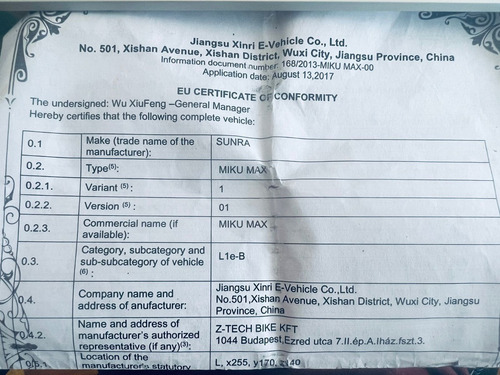 Jiangsu Xinri E-Vehicle Co., Ltd.
No. 501, Xishan Avenue, Xishan District, Wuxi City, Jiangsu Province, China
Information document number: 168/2013-MIKU MAX-00
Application date: August 13,2017
EU CERTIFICATE OF CONFORMITY
The undersigned: Wu XiuFeng –General Manager
Hereby certifies that the following complete vehicle:
0.1 Make (trade name of the manufacturer): SUNRA
0.2. Type(5): MIKU MAX
0.2.1. Variant (5) : 1
0.2.2. Version (5) : 01
0.2.3. Commercial name (if available): MIKU MAX
0.3. Category, subcategory and sub-subcategory of vehicle (6) : L1e-B
0.4. Company name and address of anufacturer: Jiangsu Xinri E-Vehicle Co.,Ltd. No.501,Xishan Avenue, Xishan District, Wuxi City, Jiangsu Province, China
0.4.2. Name and address of manufacturer's authorized representative (if any)(3): Z-TECH BIKE KFT 1044 Budapest,Ezred utca 7.II.ép.A.lház.fszt.3.
0.5.1 Location of the manufacturer's statutory L, x255, y170, z140